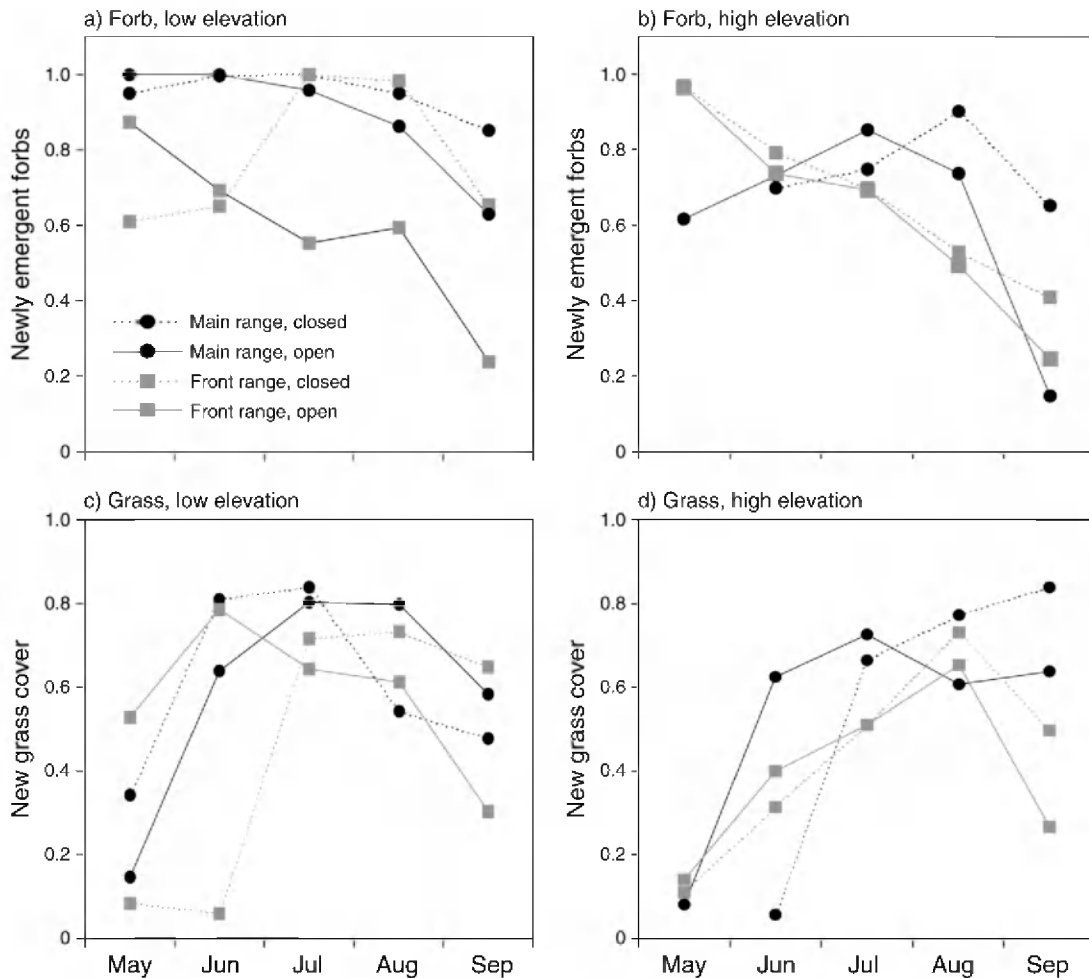 a) Forb, low elevation
b) Forb, high elevation
Newly emergent forbs
1.0
0.8
0.6
0.4
0.2
0
Main range, closed
Main range, open
Front range, closed
Front range, open
Newly emergent forbs
1.0
0.8
0.6
0.4
0.2
0
c) Grass, low elevation
d) Grass, high elevation
New grass cover
1.0
0.8
0.6
0.4
0.2
0
May Jun Jul Aug Sep
New grass cover
1.0
0.8
0.6
0.4
0.2
0
May Jun Jul Aug Sep